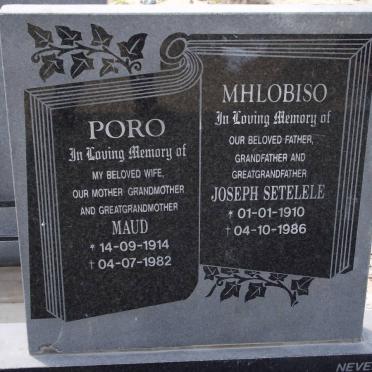 PORO
In Loving Memory of
MY BELOVED WIFE,
OUR MOTHER GRANDMOTHER
AND GREATGRANDMOTHER
MAUD
* 14-09-1914
† 04-07-1982
MHLOBISO
In Loving Memory of
OUR BELOVED FATHER,
GRANDFATHER AND
GREATGRANDFATHER
JOSEPH SETELELE
* 01-01-1910
† 04-10-1986